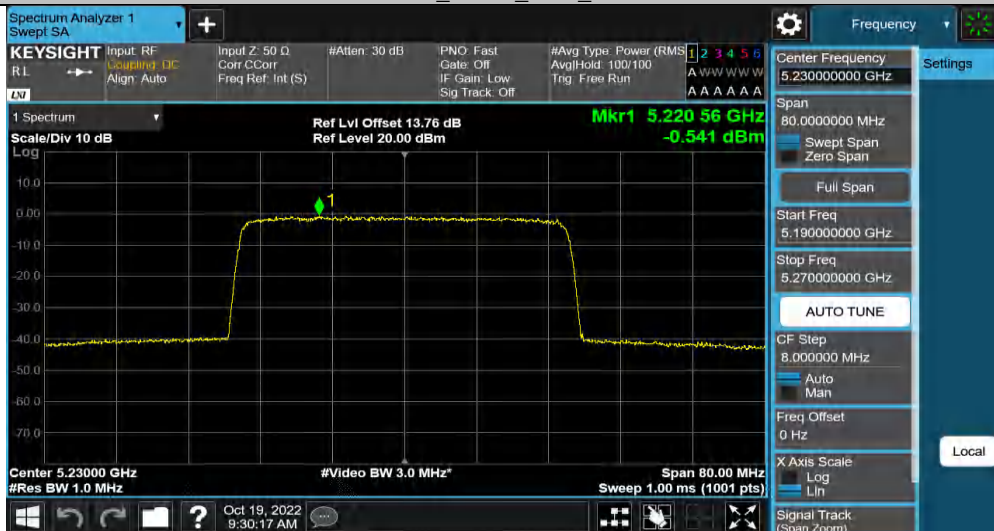 Spectrum Analyzer 1
Swept SA
Frequency
KEYSIGHT
RL
LXI
Input: RF
Coupling: DC
Align: Auto
Input Z: 50 Ω
Corr CCorr
Freq Ref: Int (S)
#Atten: 30 dB
PNO: Fast
Gate: Off
IF Gain: Low
Sig Track: Off
#Avg Type: Power (RMS
Avg|Hold: 100/100
Trig: Free Run
1 2 3 4 5 6
A W W W W W
A A A A A A
1 Spectrum
Scale/Div 10 dB
Log
Ref Lvl Offset 13.76 dB
Ref Level 20.00 dBm
Mkr1 5.220 56 GHz
-0.541 dBm
10.0
0.00
-10.0
-20.0
-30.0
-40.0
-50.0
-60.0
-70.0
1
Center 5.23000 GHz
#Res BW 1.0 MHz
#Video BW 3.0 MHz*
Span 80.00 MHz
Sweep 1.00 ms (1001 pts)
Center Frequency
5.230000000 GHz
Settings
Span
80.0000000 MHz
Swept Span
Zero Span
Full Span
Start Freq
5.190000000 GHz
Stop Freq
5.270000000 GHz
AUTO TUNE
CF Step
8.000000 MHz
Auto
Man
Freq Offset
0 Hz
Local
X Axis Scale
Log
Lin
Signal Track
(Span Zoom)
?
Oct 19, 2022
9:30:17 AM